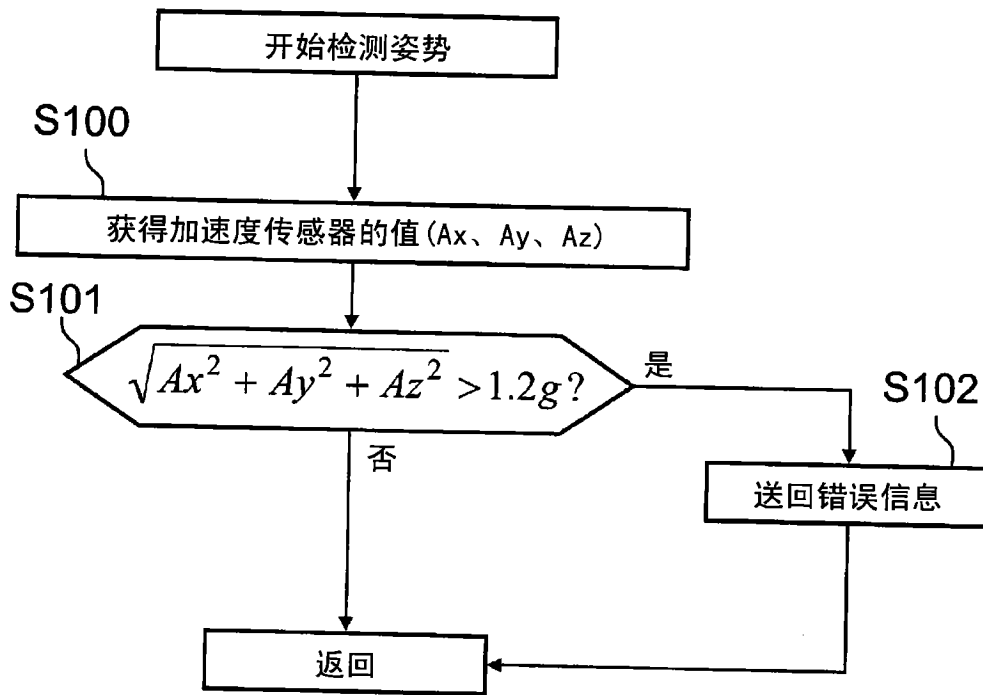 开始检测姿势
S100
获得加速度传感器的值(Ax、Ay、Az)
S101
√Ax² + Ay² + Az² >1.2g?
是
S102
否
送回错误信息
返回